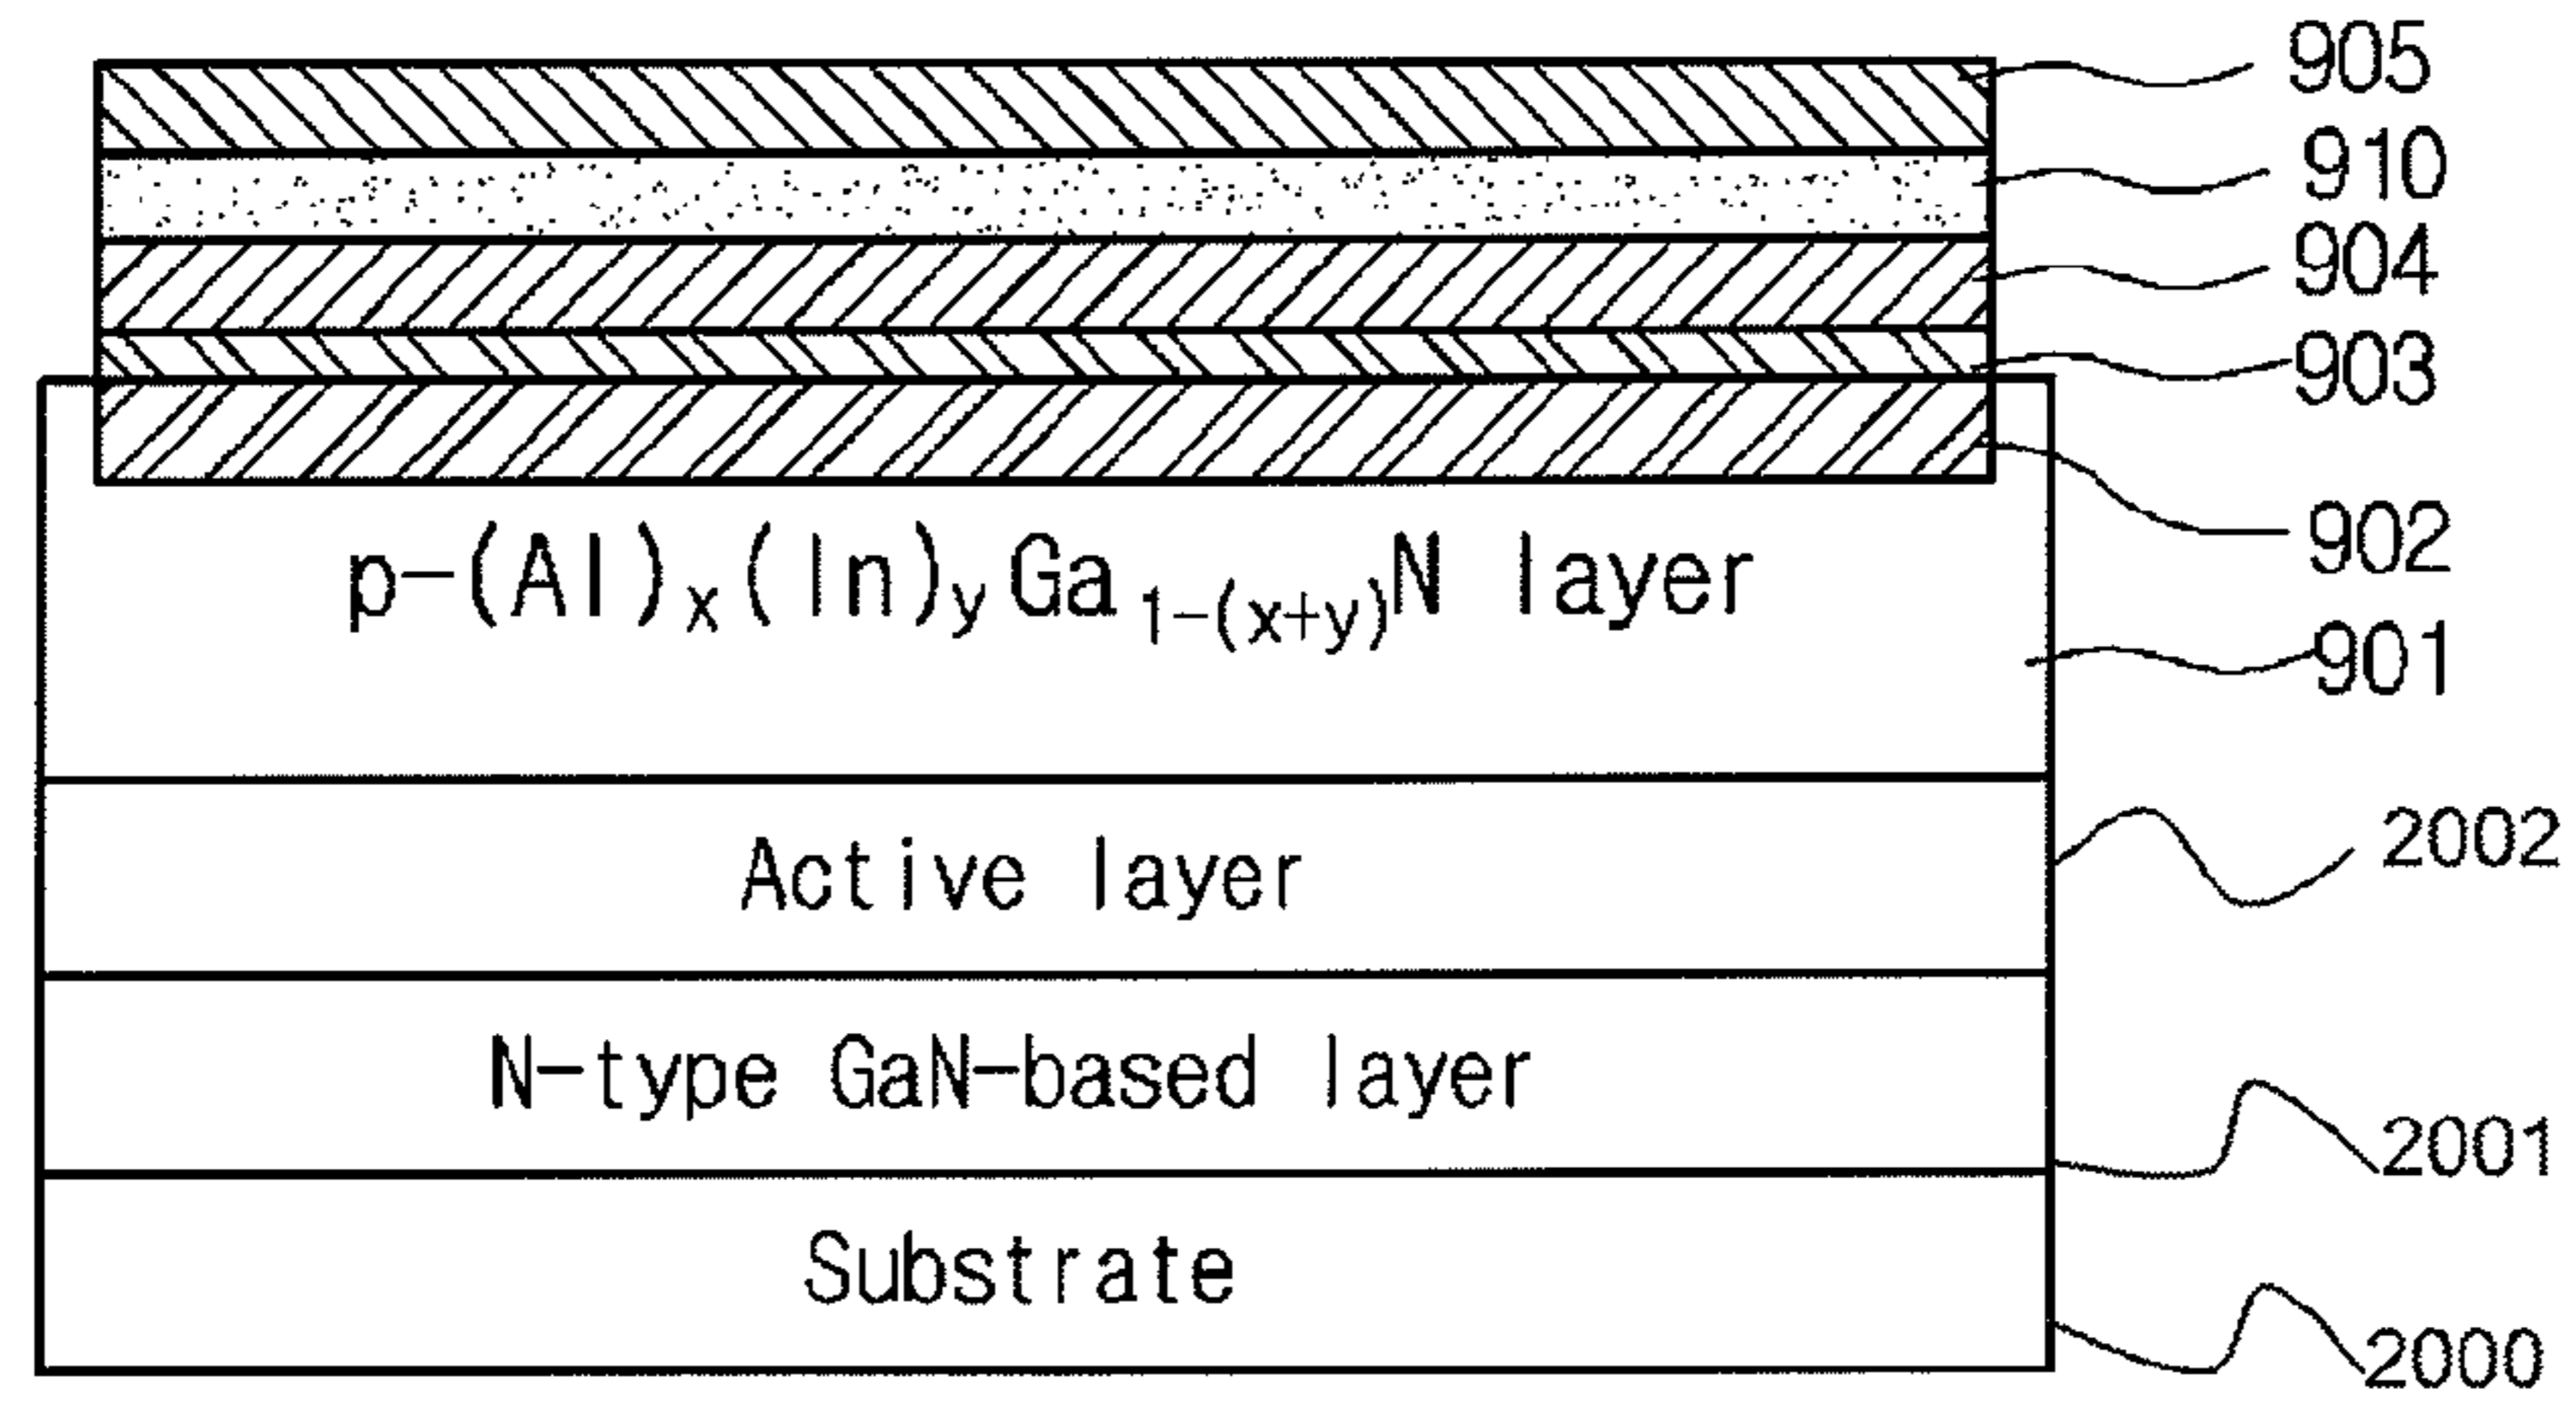 905
910
904
903
902
p-(Al)x(In)yGa1-(x+y)N layer
901
Active layer
2002
N-type GaN-based layer
2001
Substrate
2000